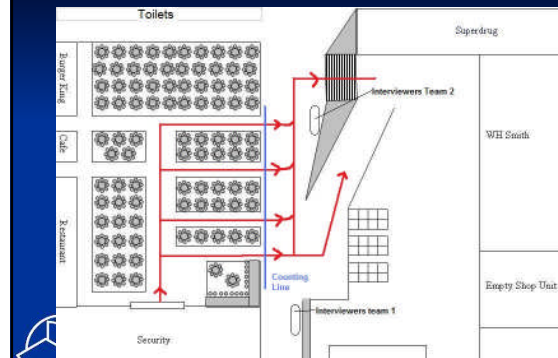 Toilets
Superdrug
Burger King
Interviewers Team 2
WH Smith
Cafe
Restaurant
Counting
Line
Empty Shop Unit
Interviewers team 1
Security